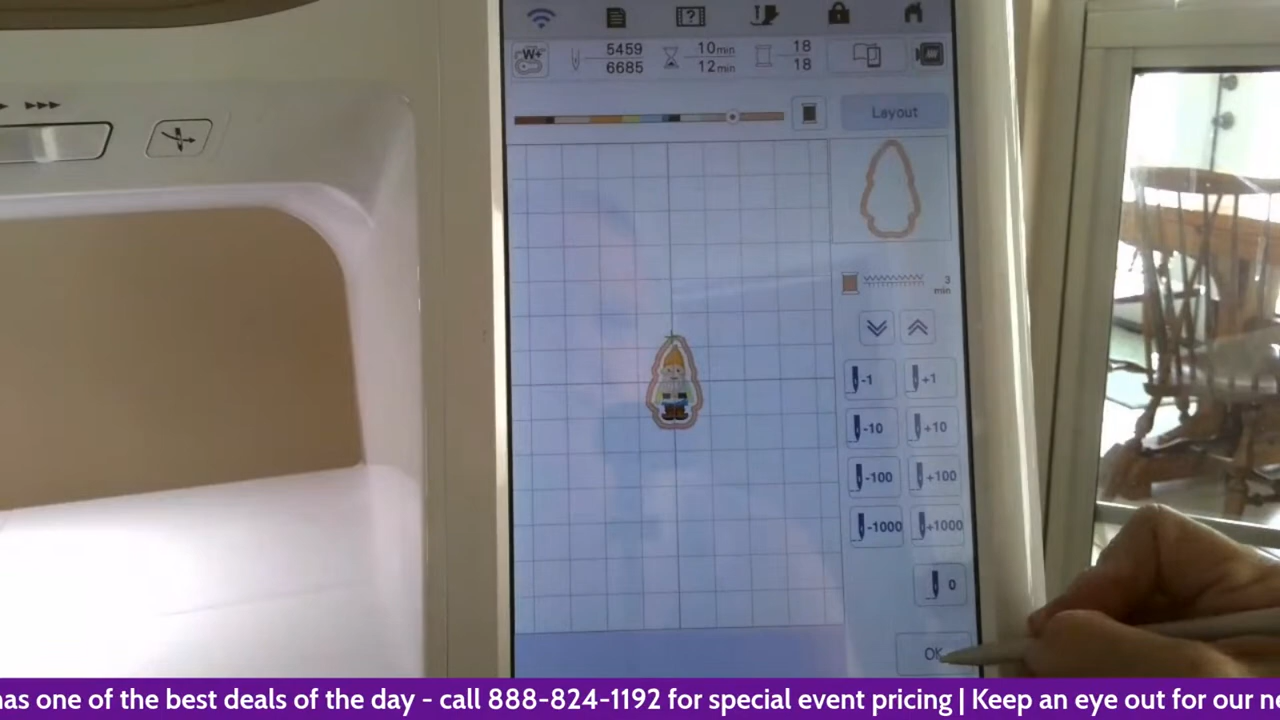 W+
5459
6685
10min
12min
18
18
Layout
3
min
-1
+1
-10
+10
-100
+100
-1000
+1000
0
OK
has one of the best deals of the day - call 888-824-1192 for special event pricing | Keep an eye out for our